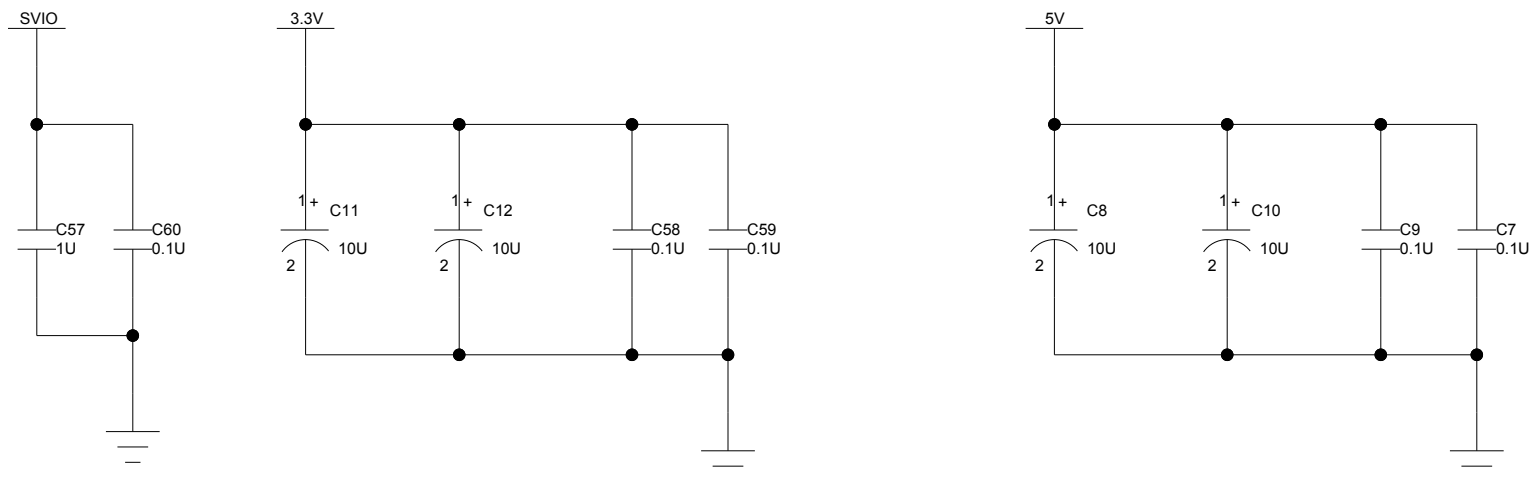 SVIO
3.3V
5V
1 +
C11
10U
2
1 +
C12
10U
2
1 +
C8
10U
2
1 +
C10
10U
2
C57
1U
C60
0.1U
C58
0.1U
C59
0.1U
C9
0.1U
C7
0.1U